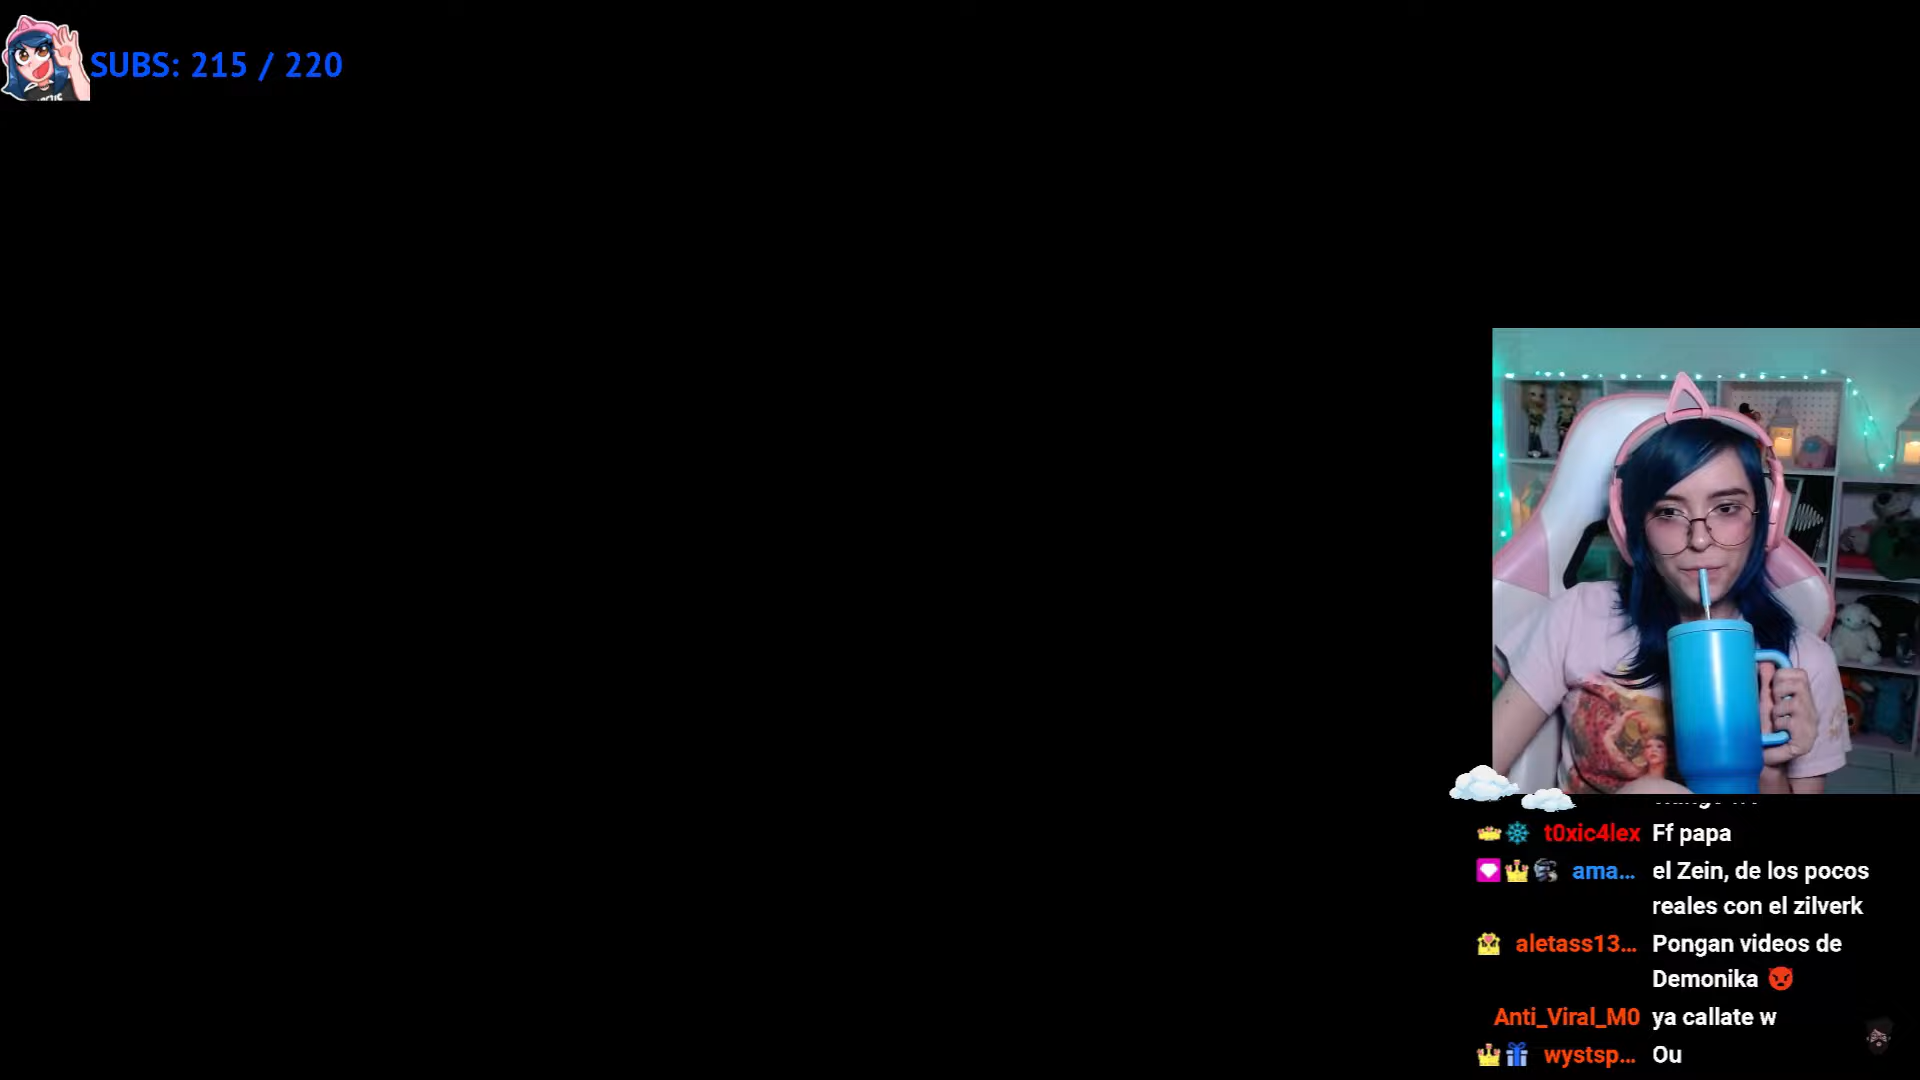 SUBS: 215 / 220
t0xic4lex Ff papa
ama... el Zein, de los pocos
reales con el zilverk
aletass13... Pongan videos de
Demonika
Anti_Viral_M0 ya callate w
wystsp... Ou